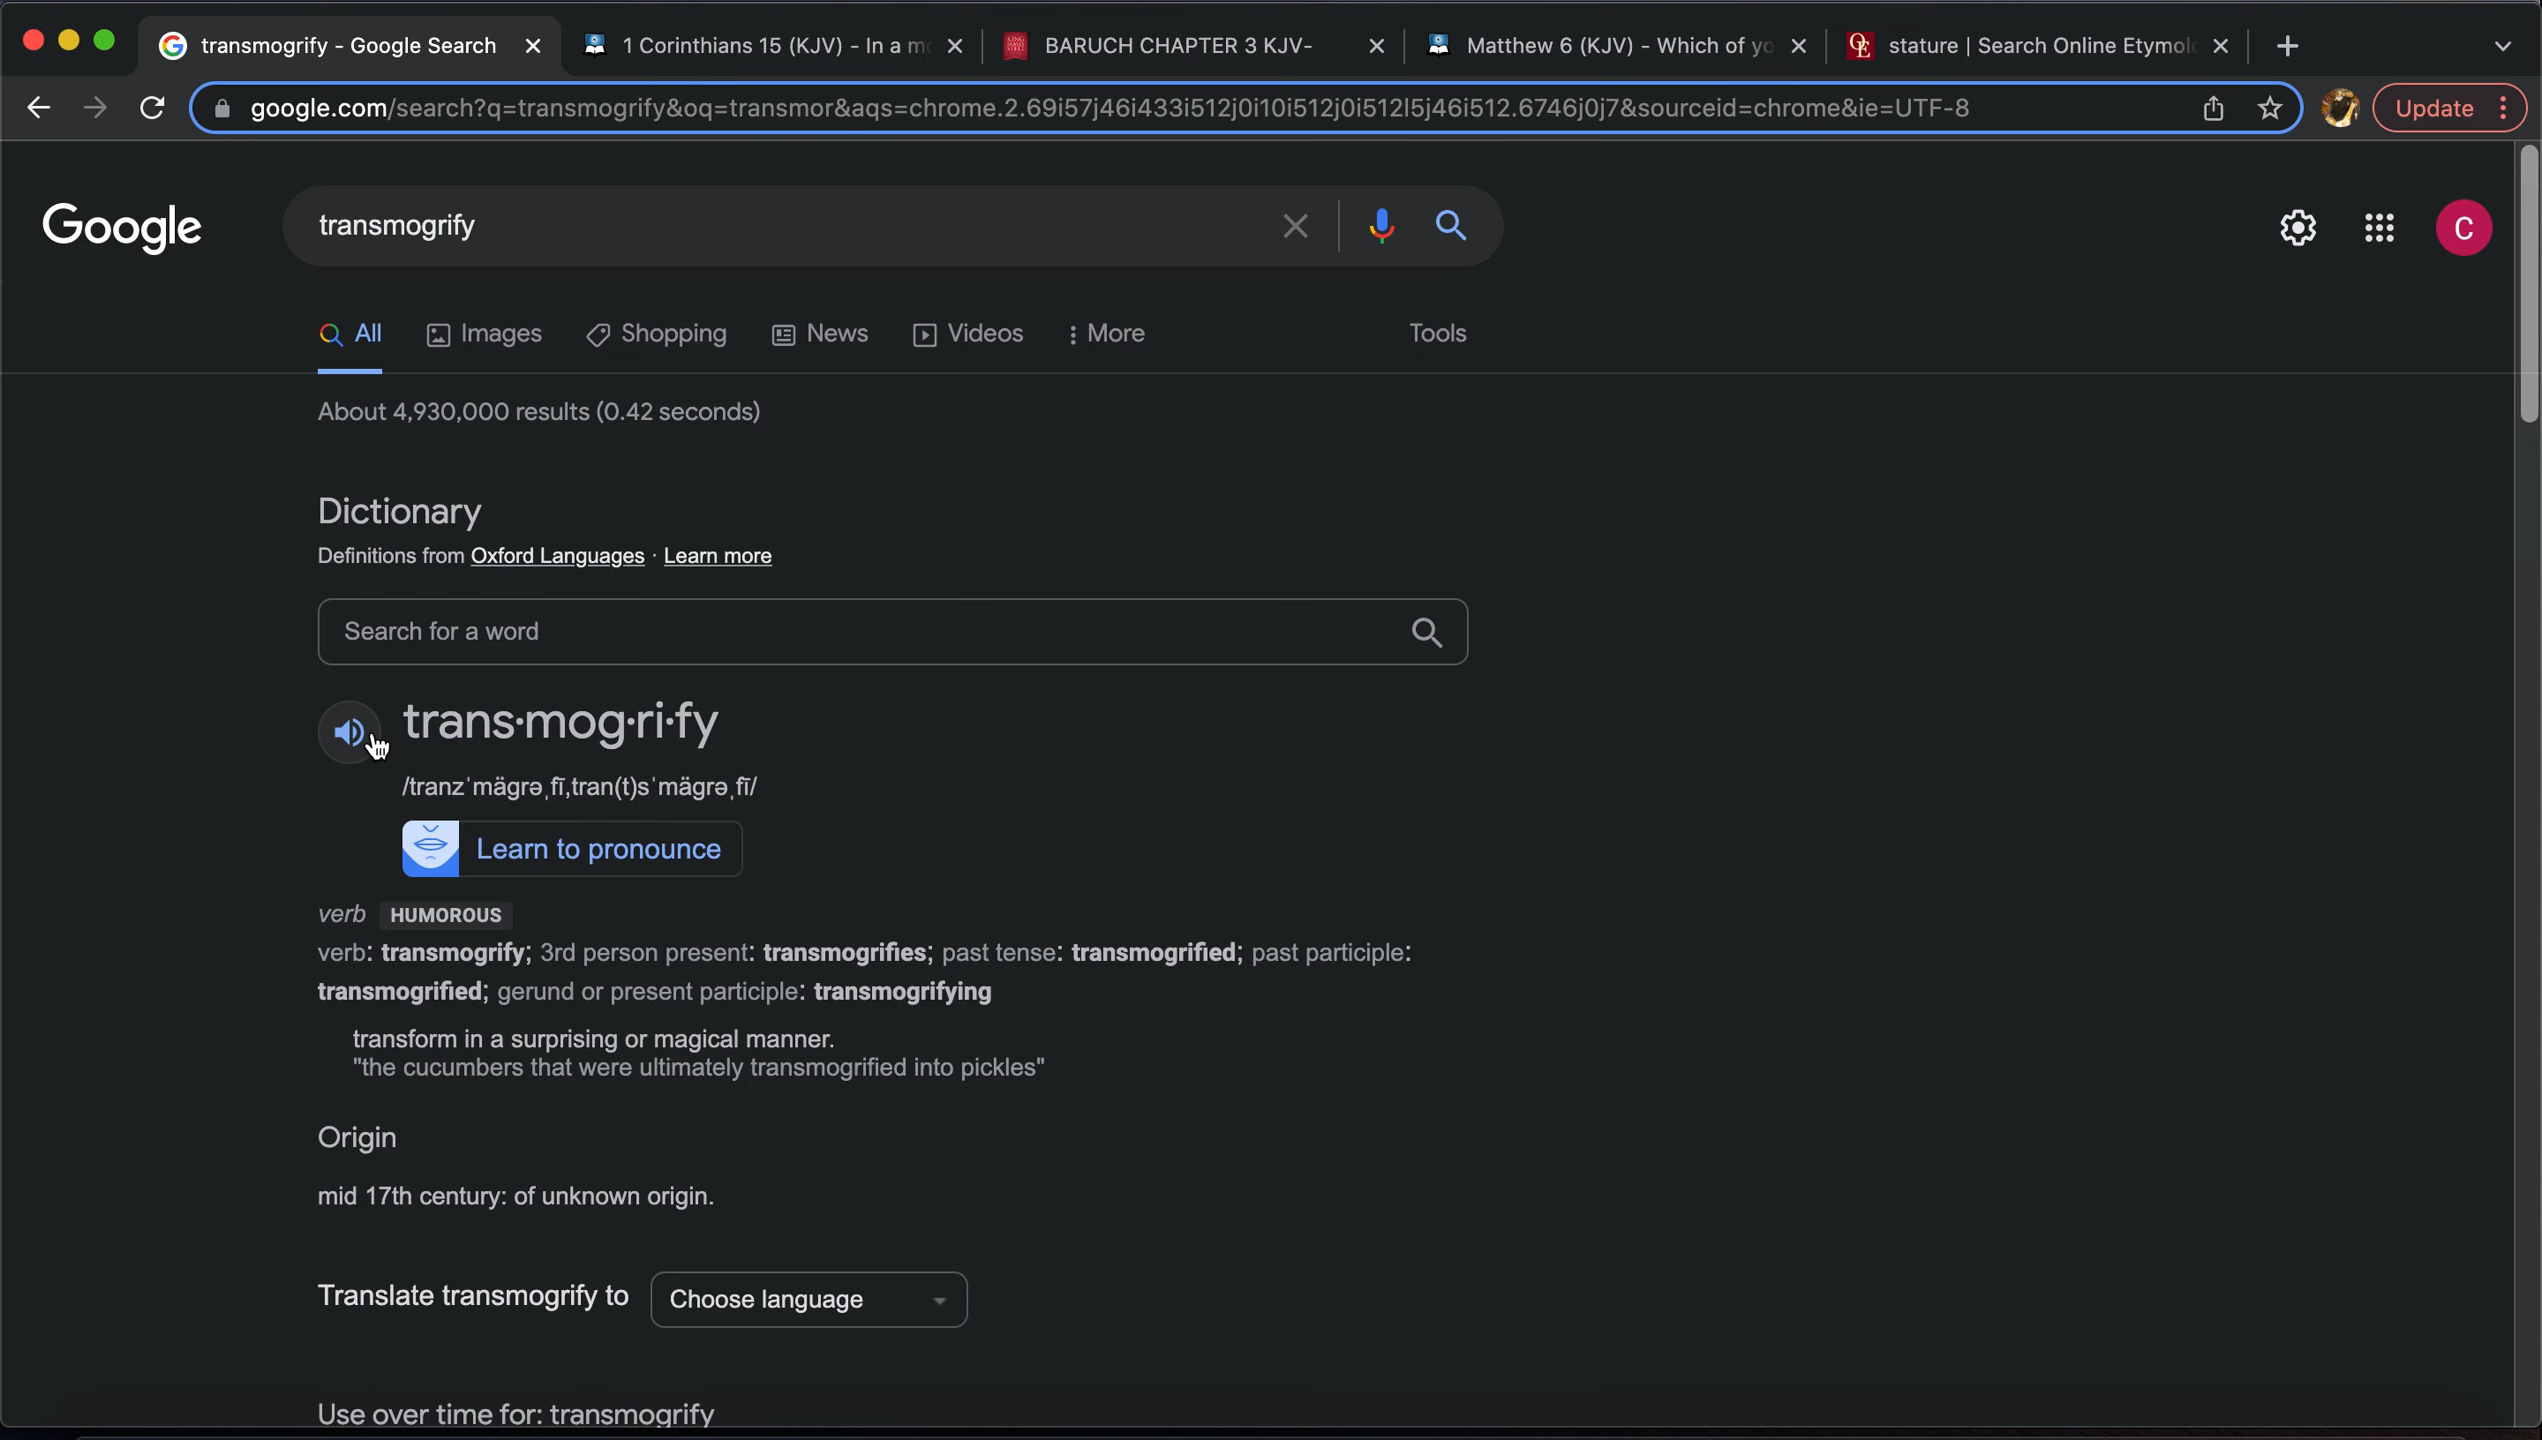 transmogrify - Google Search
1 Corinthians 15 (KJV) - In a m
BARUCH CHAPTER 3 KJV-
Matthew 6 (KJV) - Which of yo
stature | Search Online Etymol
google.com/search?q=transmogrify&oq=transmor&aqs=chrome.2.69i57j46i433i512j0i10i512j0i512l5j46i512.6746j0j7&sourceid=chrome&ie=UTF-8
Update
Google
transmogrify
C
All
Images
Shopping
News
Videos
More
Tools
About 4,930,000 results (0.42 seconds)
Dictionary
Definitions from Oxford Languages · Learn more
Search for a word
trans·mog·ri·fy
/tranzˈmäɡrəˌfī,tran(t)sˈmäɡrəˌfī/
Learn to pronounce
verb HUMOROUS
verb: transmogrify; 3rd person present: transmogrifies; past tense: transmogrified; past participle:
transmogrified; gerund or present participle: transmogrifying
transform in a surprising or magical manner.
"the cucumbers that were ultimately transmogrified into pickles"
Origin
mid 17th century: of unknown origin.
Translate transmogrify to
Choose language
Use over time for: transmogrify